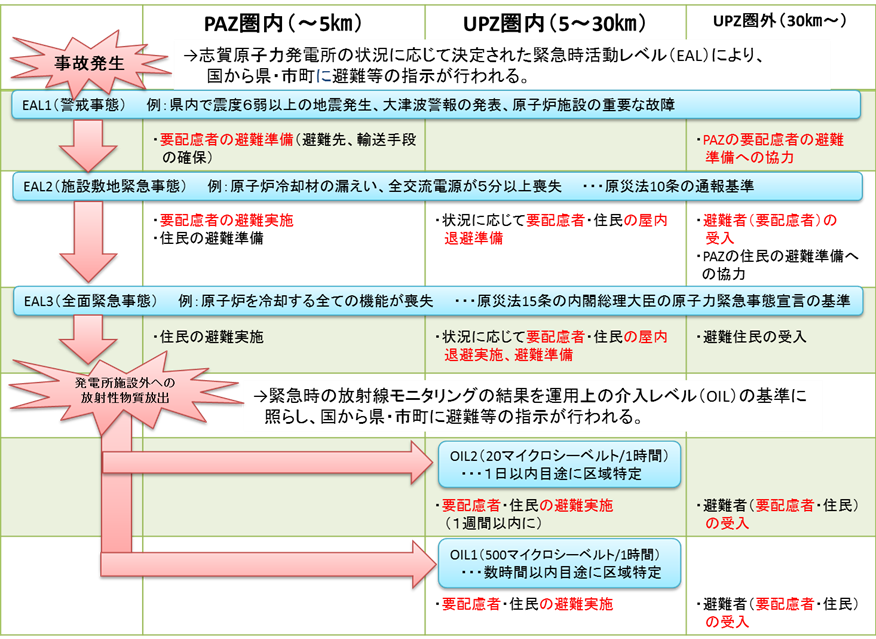 PAZ圏内（～5㎞）
UPZ圏内（5～30㎞）
UPZ圏外（30㎞～）
事故発生
→志賀原子力発電所の状況に応じて決定された緊急時活動レベル（EAL）により、
国から県・市町に避難等の指示が行われる。
EAL1（警戒事態）　例：県内で震度６弱以上の地震発生、大津波警報の発表、原子炉施設の重要な故障
・要配慮者の避難準備（避難先、輸送手段
の確保）
・PAZの要配慮者の避難
準備への協力
EAL2（施設敷地緊急事態）　例：原子炉冷却材の漏えい、全交流電源が５分以上喪失　・・・原災法10条の通報基準
・要配慮者の避難実施
・住民の避難準備
・状況に応じて要配慮者・住民の屋内
退避準備
・避難者（要配慮者）の
受入
・PAZの住民の避難準備へ
の協力
EAL3（全面緊急事態）　例：原子炉を冷却する全ての機能が喪失　・・・原災法15条の内閣総理大臣の原子力緊急事態宣言の基準
・住民の避難実施
・状況に応じて要配慮者・住民の屋内
退避実施、避難準備
・避難住民の受入
発電所施設外への
放射性物質放出
→緊急時の放射線モニタリングの結果を運用上の介入レベル（OIL）の基準に
照らし、国から県・市町に避難等の指示が行われる。
OIL2（20マイクロシーベルト/1時間）
・・・１日以内目途に区域特定
・要配慮者・住民の避難実施
（１週間以内に）
・避難者（要配慮者・住民）
の受入
OIL1（500マイクロシーベルト/1時間）
・・・数時間以内目途に区域特定
・要配慮者・住民の避難実施
・避難者（要配慮者・住民）
の受入